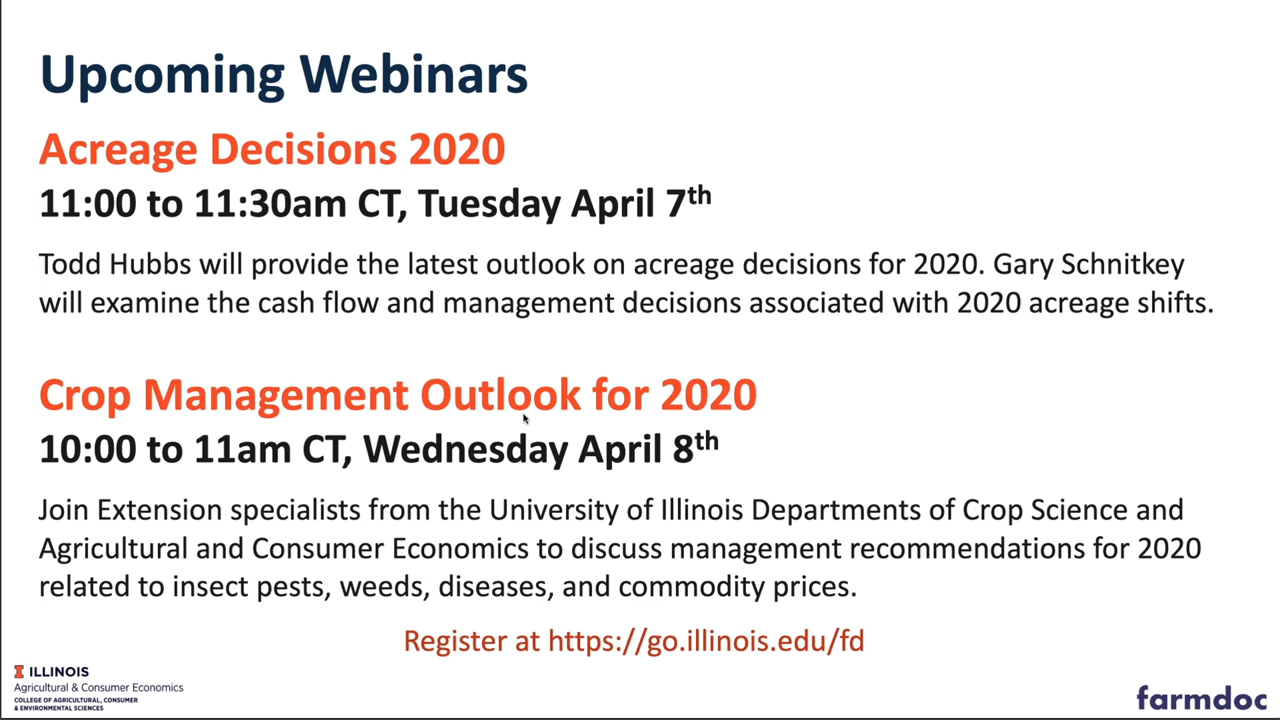 Upcoming Webinars
Acreage Decisions 2020
11:00 to 11:30am CT, Tuesday April 7th
Todd Hubbs will provide the latest outlook on acreage decisions for 2020. Gary Schnitkey
will examine the cash flow and management decisions associated with 2020 acreage shifts.
Crop Management Outlook for 2020
10:00 to 11am CT, Wednesday April 8th
Join Extension specialists from the University of Illinois Departments of Crop Science and
Agricultural and Consumer Economics to discuss management recommendations for 2020
related to insect pests, weeds, diseases, and commodity prices.
Register at https://go.illinois.edu/fd
I ILLINOIS
Agricultural & Consumer Economics
COLLEGE OF AGRICULTURAL, CONSUMER
& ENVIRONMENTAL SCIENCES
farmdoc